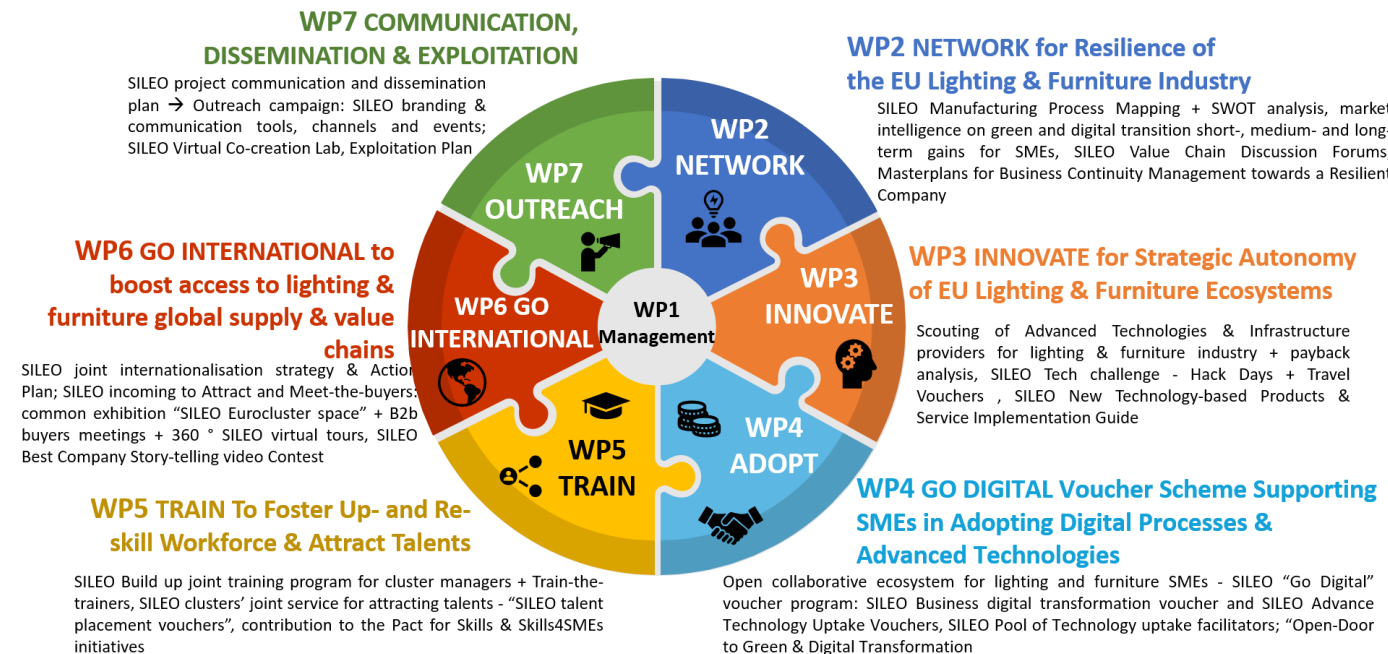 WP7 COMMUNICATION,
DISSEMINATION & EXPLOITATION
SILEO project communication and dissemination
plan → Outreach campaign: SILEO branding &
communication tools, channels and events;
SILEO Virtual Co-creation Lab, Exploitation Plan
WP2 NETWORK for Resilience of
the EU Lighting & Furniture Industry
SILEO Manufacturing Process Mapping + SWOT analysis, market
intelligence on green and digital transition short-, medium- and long-
term gains for SMEs, SILEO Value Chain Discussion Forums,
Masterplans for Business Continuity Management towards a Resilient
Company
WP6 GO INTERNATIONAL to
boost access to lighting &
furniture global supply & value
chains
SILEO joint internationalisation strategy & Action
Plan; SILEO incoming to Attract and Meet-the-buyers:
common exhibition “SILEO Eurocluster space” + B2b
buyers meetings + 360 ° SILEO virtual tours, SILEO
Best Company Story-telling video Contest
WP3 INNOVATE for Strategic Autonomy
of EU Lighting & Furniture Ecosystems
Scouting of Advanced Technologies & Infrastructure
providers for lighting & furniture industry + payback
analysis, SILEO Tech challenge - Hack Days + Travel
Vouchers , SILEO New Technology-based Products &
Service Implementation Guide
WP5 TRAIN To Foster Up- and Re-
skill Workforce & Attract Talents
SILEO Build up joint training program for cluster managers + Train-the-
trainers, SILEO clusters’ joint service for attracting talents - “SILEO talent
placement vouchers”, contribution to the Pact for Skills & Skills4SMEs
initiatives
WP4 GO DIGITAL Voucher Scheme Supporting
SMEs in Adopting Digital Processes &
Advanced Technologies
Open collaborative ecosystem for lighting and furniture SMEs - SILEO “Go Digital”
voucher program: SILEO Business digital transformation voucher and SILEO Advance
Technology Uptake Vouchers, SILEO Pool of Technology uptake facilitators; “Open-Door
to Green & Digital Transformation
WP7
OUTREACH
WP2
NETWORK
WP6 GO
INTERNATIONAL
WP1
Management
WP3
INNOVATE
WP5
TRAIN
WP4
ADOPT